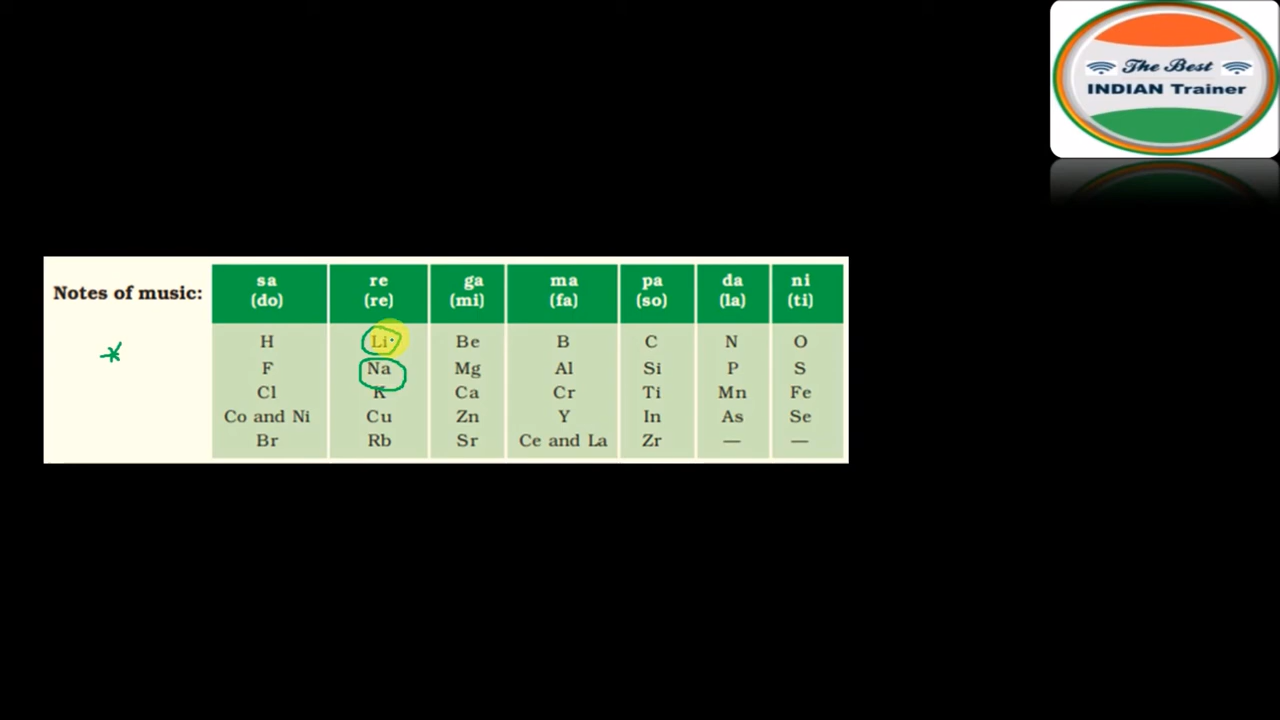 The Best
INDIAN Trainer
Notes of music: sa re ga ma pa da ni
(do) (re) (mi) (fa) (so) (la) (ti)
H Li Be B C N O
F Na Mg Al Si P S
Cl K Ca Cr Ti Mn Fe
Co and Ni Cu Zn Y In As Se
Br Rb Sr Ce and La Zr — —